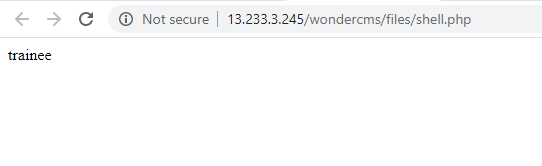 Not secure | 13.233.3.245/wondercms/files/shell.php
trainee